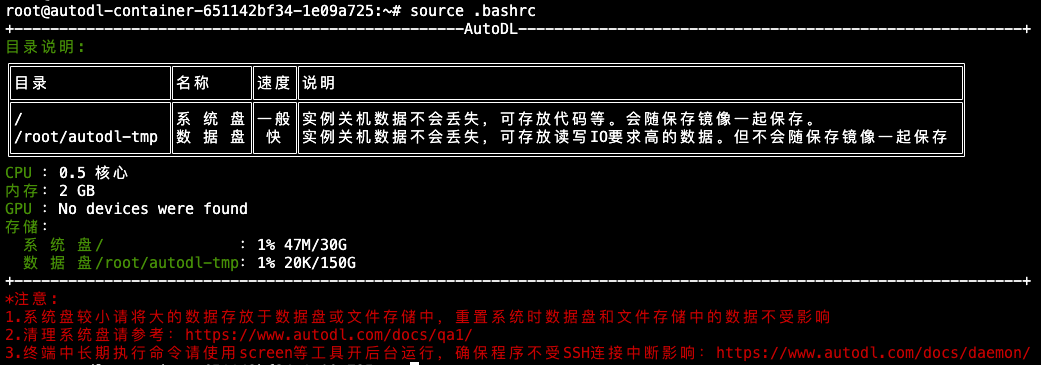 root@autodl-container-651142bf34-1e09a725:~# source .bashrc
+--------------------------------------------------AutoDL--------------------------------------------------------+
目录说明:
目录 名称 速度 说明
/ 系 统 盘 一般 实例关机数据不会丢失，可存放代码等。会随保存镜像一起保存。
/root/autodl-tmp 数 据 盘 快 实例关机数据不会丢失，可存放读写IO要求高的数据。但不会随保存镜像一起保存
CPU : 0.5 核心
内存: 2 GB
GPU : No devices were found
存储:
系 统 盘/ : 1% 47M/30G
数 据 盘/root/autodl-tmp: 1% 20K/150G
+----------------------------------------------------------------------------------------------------------------+
*注意:
1.系统盘较小请将大的数据存放于数据盘或文件存储中，重置系统时数据盘和文件存储中的数据不受影响
2.清理系统盘请参考：https://www.autodl.com/docs/qa1/
3.终端中长期执行命令请使用screen等工具开后台运行，确保程序不受SSH连接中断影响：https://www.autodl.com/docs/daemon/